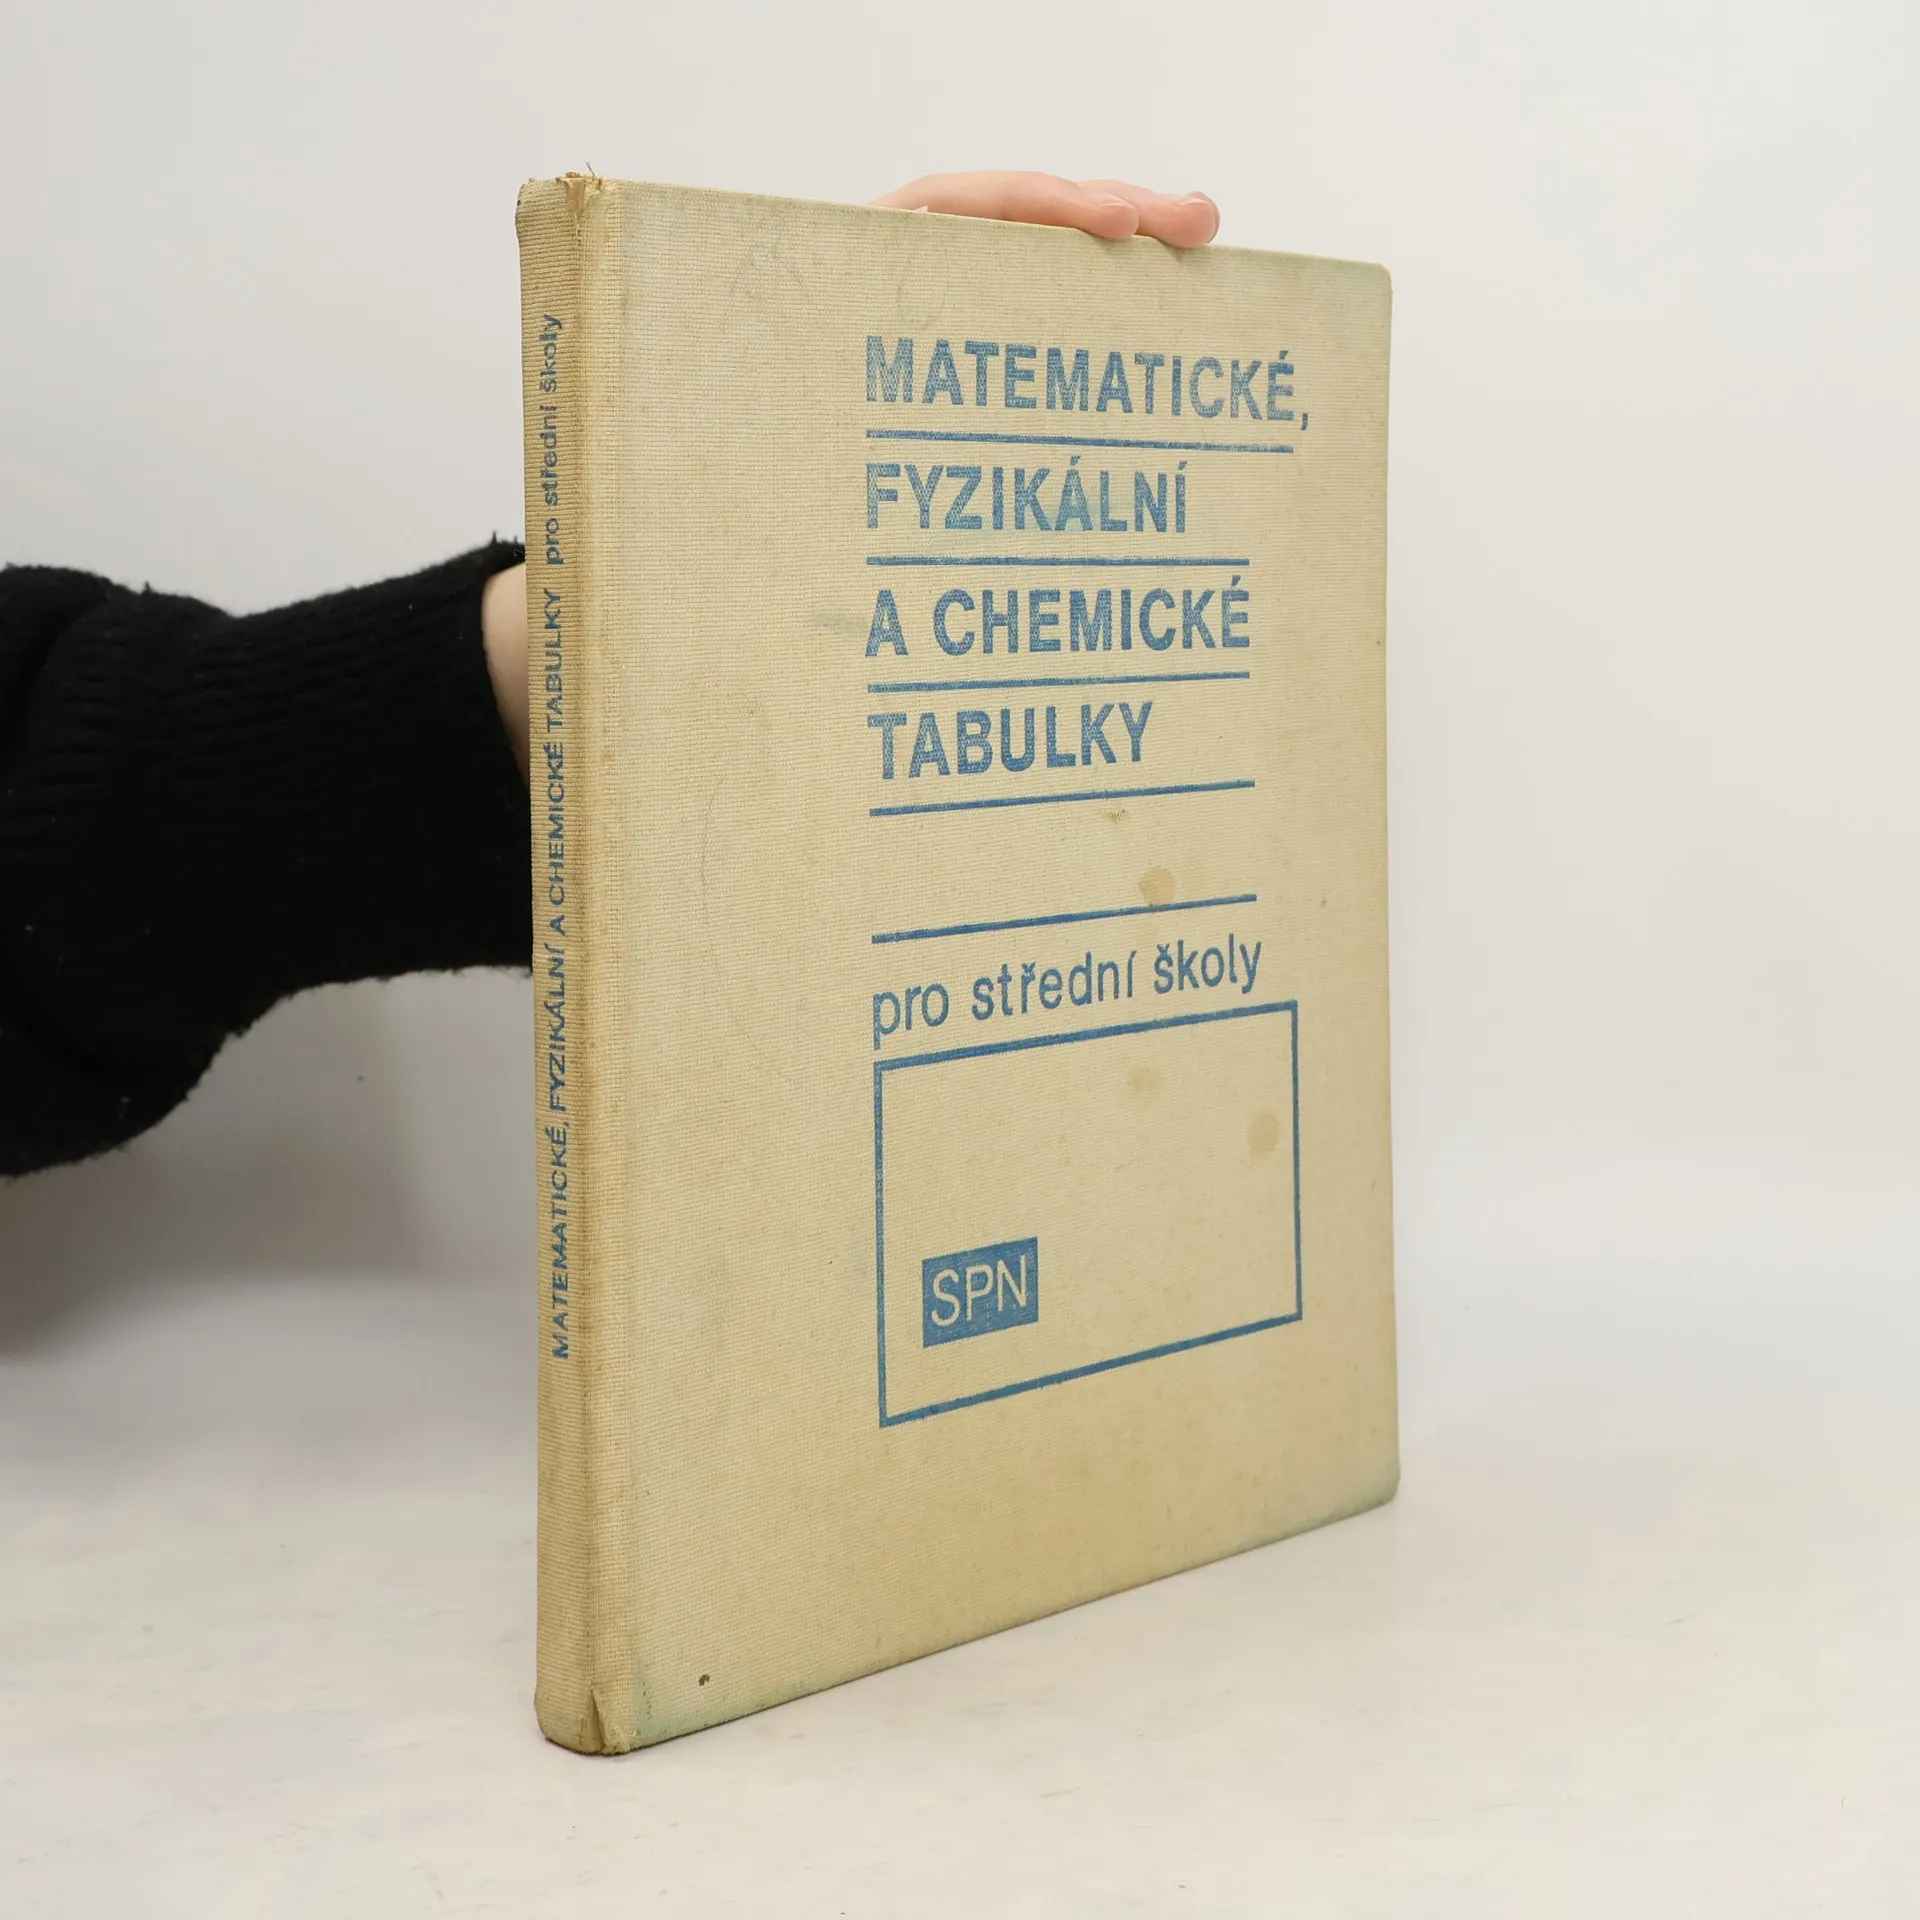 MATEMATICKÉ, FYZIKÁLNÍ A CHEMICKÉ TABULKY pro střední školy
MATEMATICKÉ,
FYZIKÁLNÍ
A CHEMICKÉ
TABULKY
pro střední školy
SPN